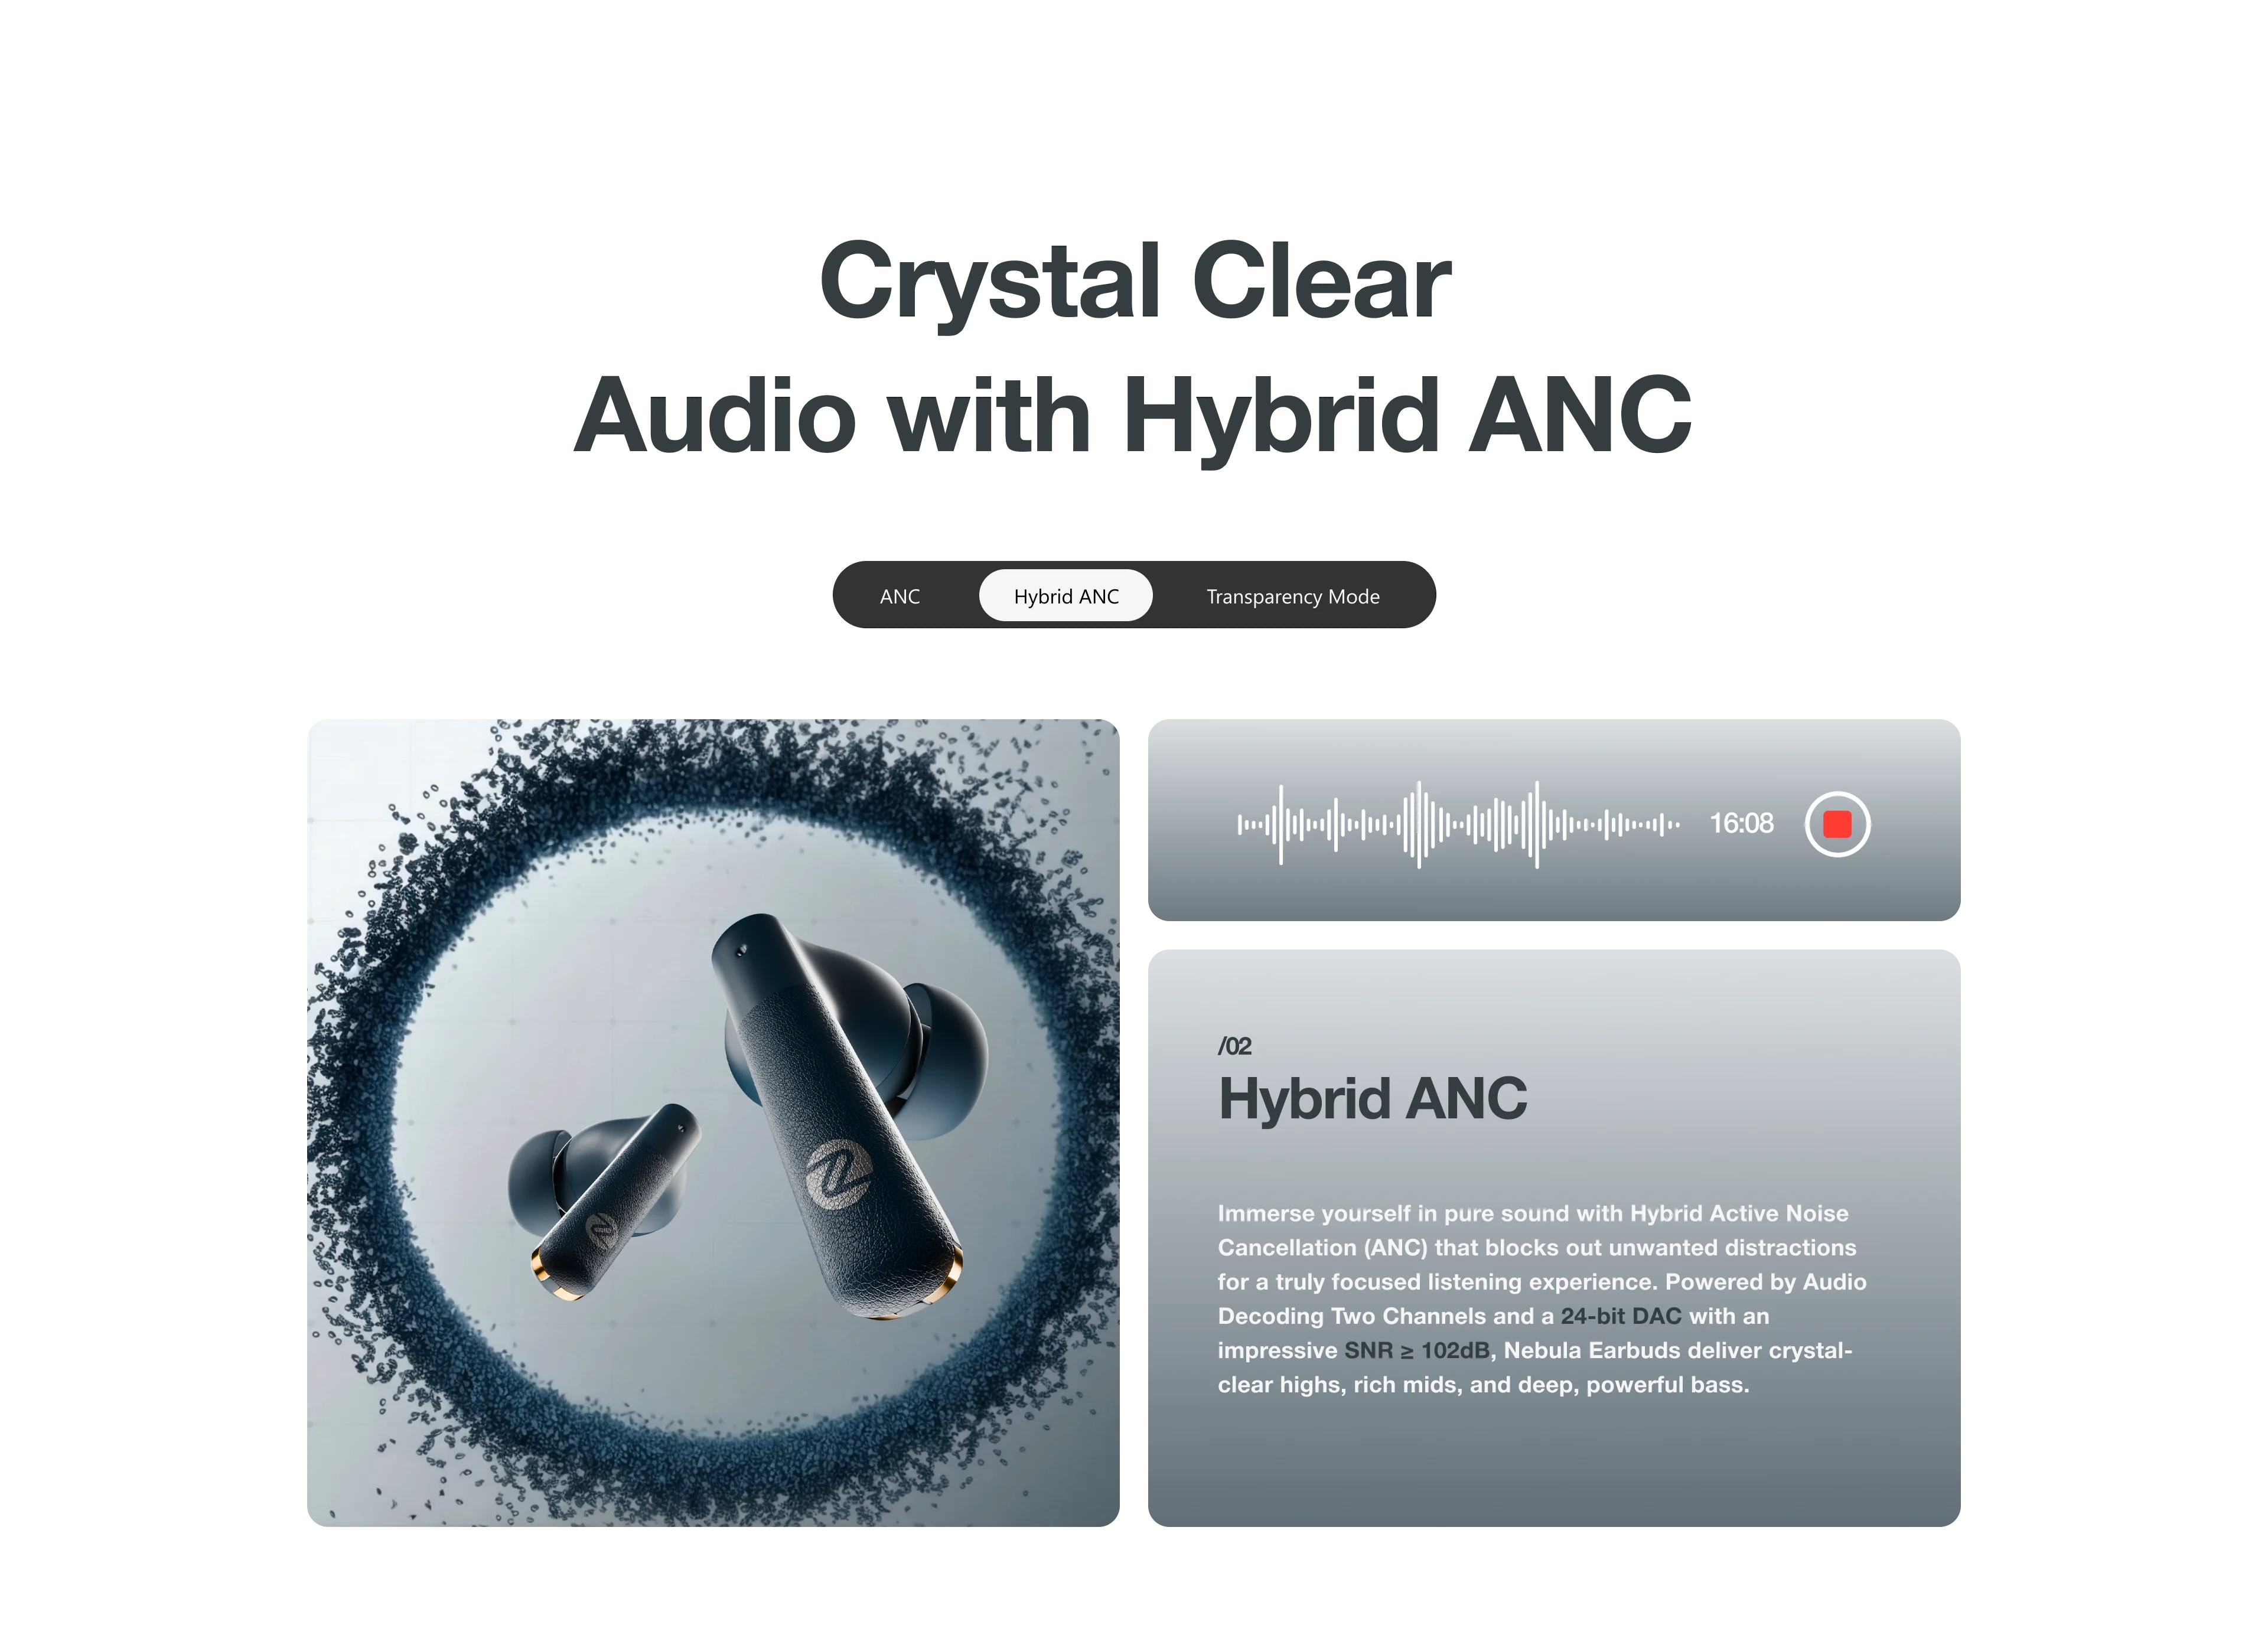 Crystal Clear
Audio with Hybrid ANC
ANC
Hybrid ANC
Transparency Mode
16:08
/02
Hybrid ANC
Immerse yourself in pure sound with Hybrid Active Noise
Cancellation (ANC) that blocks out unwanted distractions
for a truly focused listening experience. Powered by Audio
Decoding Two Channels and a 24-bit DAC with an
impressive SNR ≥ 102dB, Nebula Earbuds deliver crystal-
clear highs, rich mids, and deep, powerful bass.